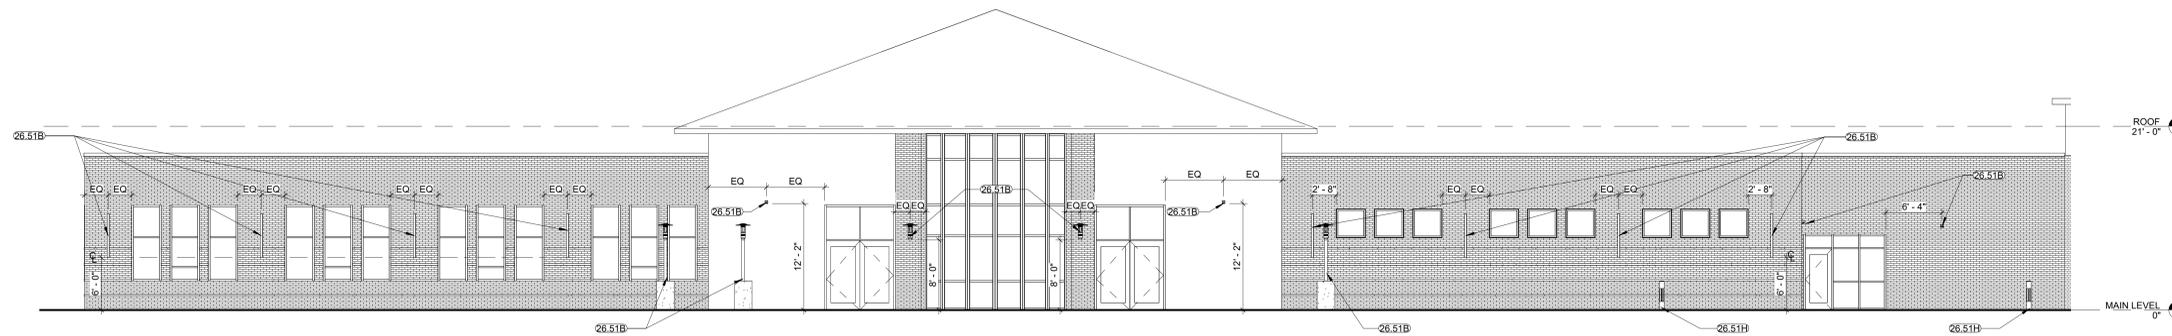 ROOF
21' - 0"
26.51B
26.51B
26.51B
EQ EQ EQ EQ EQ EQ EQ EQ
EQ EQ
26.51B
EQ EQ
26.51B
EQ EQ
EQ EQ
26.51B
2' - 8"
EQ EQ
EQ EQ
2' - 8"
6' - 4"
12' - 2"
8' - 0"
8' - 0"
12' - 2"
CL
6' - 0"
CL
6' - 0"
MAIN LEVEL
0"
26.51B
26.51B
26.51H
26.51H